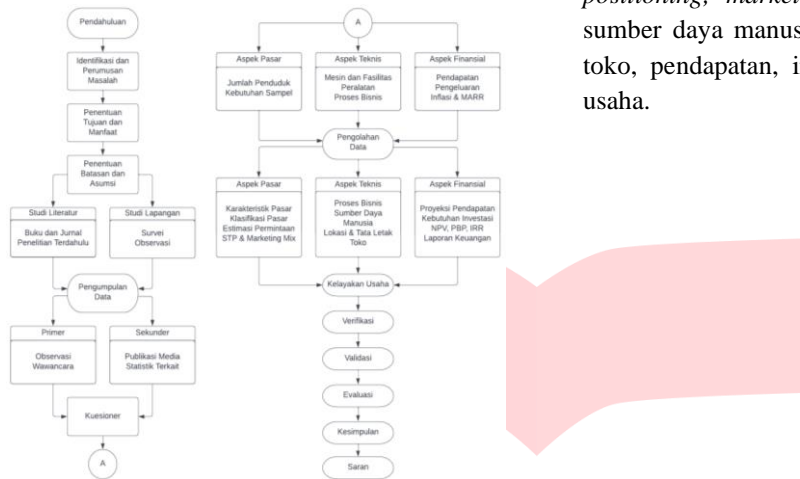 Pendahuluan
Identifikasi dan
Perumusan
Masalah
Penentuan
Tujuan dan
Manfaat
Penentuan
Batasan dan
Asumsi
Studi Literatur
Buku dan Jurnal
Penelitian Terdahulu
Studi Lapangan
Survei
Observasi
Pengumpulan
Data
Primer
Observasi
Wawancara
Sekunder
Publikasi Media
Statistik Terkait
Kuesioner
A
A
Aspek Pasar
Jumlah Penduduk
Kebutuhan Sampel
Aspek Teknis
Mesin dan Fasilitas
Peralatan
Proses Bisnis
Aspek Finansial
Pendapatan
Pengeluaran
Inflasi & MARR
Pengolahan
Data
Aspek Pasar
Karakteristik Pasar
Klasifikasi Pasar
Estimasi Permintaan
STP & Marketing Mix
Aspek Teknis
Proses Bisnis
Sumber Daya
Manusia
Lokasi & Tata Letak
Toko
Aspek Finansial
Proyeksi Pendapatan
Kebutuhan Investasi
NPV, PBP, IRR
Laporan Keuangan
Kelayakan Usaha
Verifikasi
Validasi
Evaluasi
Kesimpulan
Saran
positioning, market
sumber daya manus
toko, pendapatan, i
usaha.